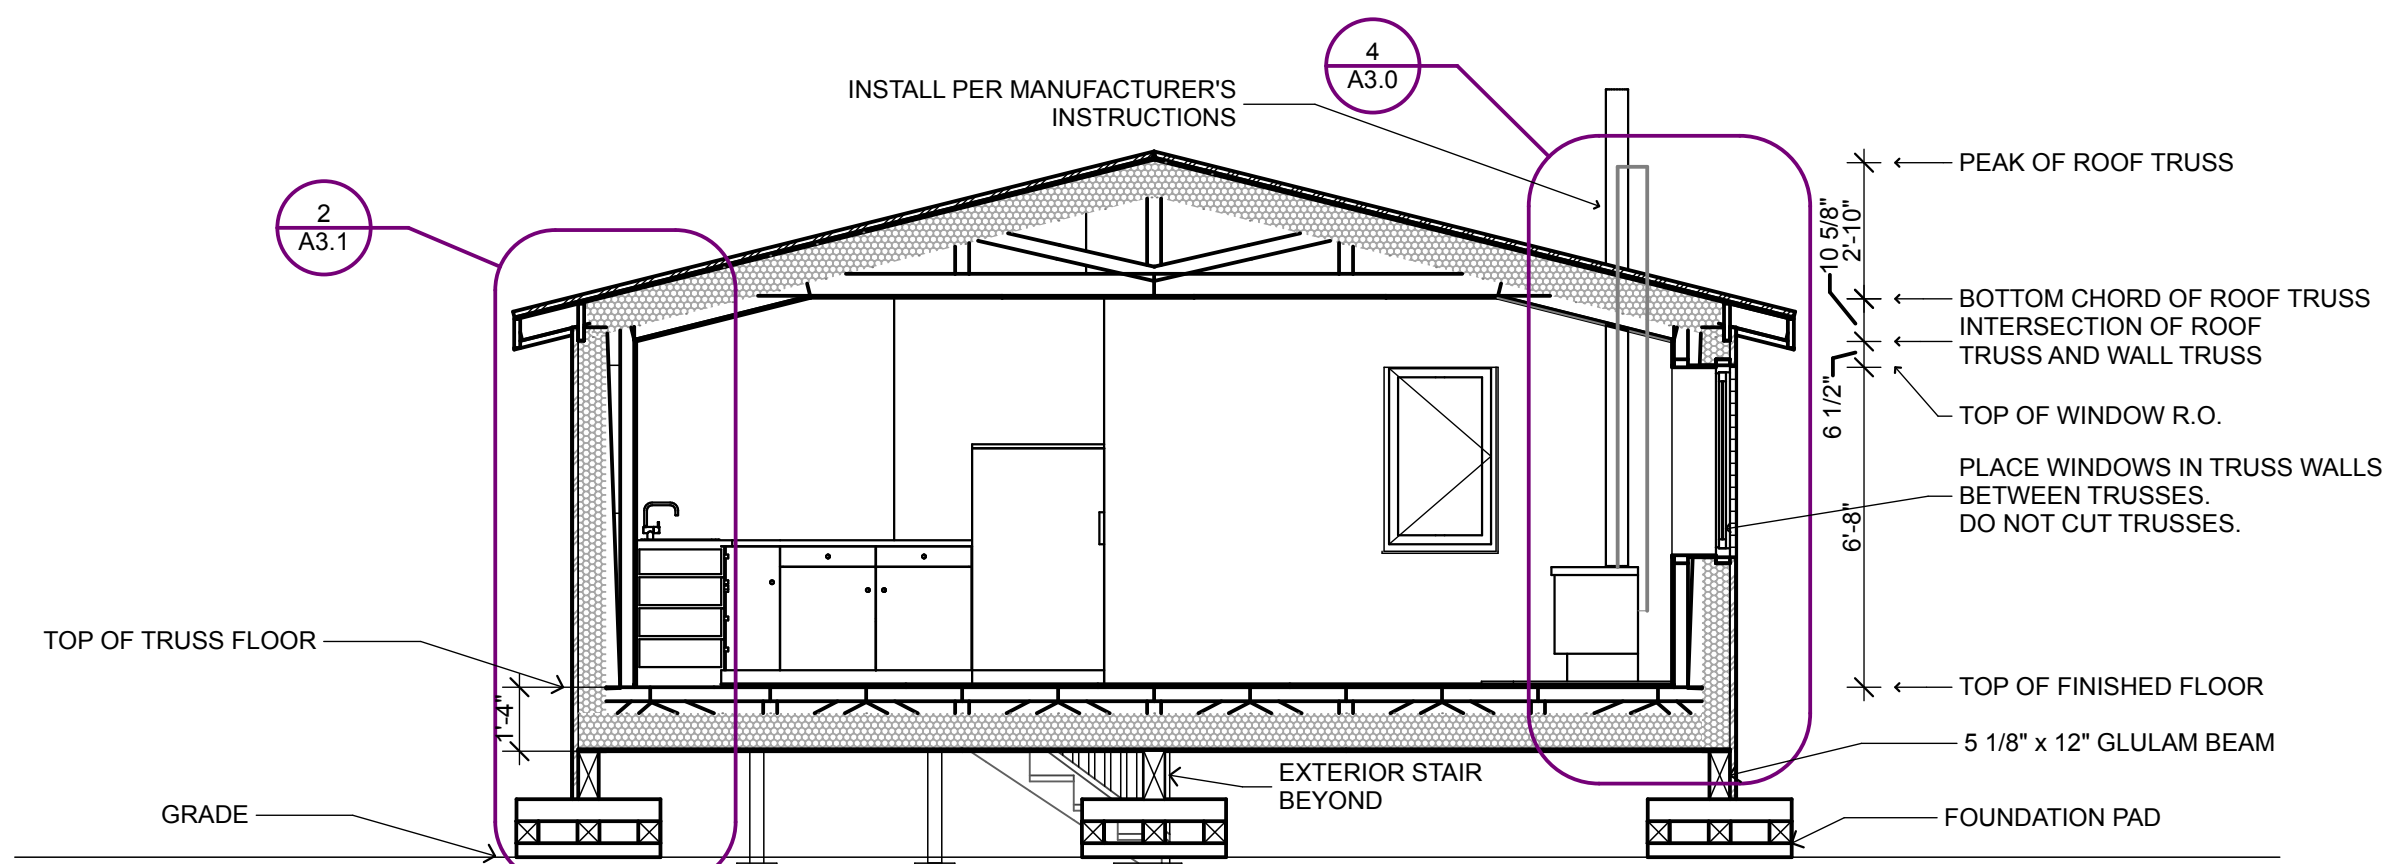 4
A3.0
INSTALL PER MANUFACTURER'S
INSTRUCTIONS
2
A3.1
PEAK OF ROOF TRUSS
10 5/8"
2'-10"
BOTTOM CHORD OF ROOF TRUSS
INTERSECTION OF ROOF
TRUSS AND WALL TRUSS
6 1/2"
TOP OF WINDOW R.O.
PLACE WINDOWS IN TRUSS WALLS
BETWEEN TRUSSES.
DO NOT CUT TRUSSES.
6'-8"
TOP OF TRUSS FLOOR
1'-4"
TOP OF FINISHED FLOOR
5 1/8" x 12" GLULAM BEAM
EXTERIOR STAIR
BEYOND
GRADE
FOUNDATION PAD